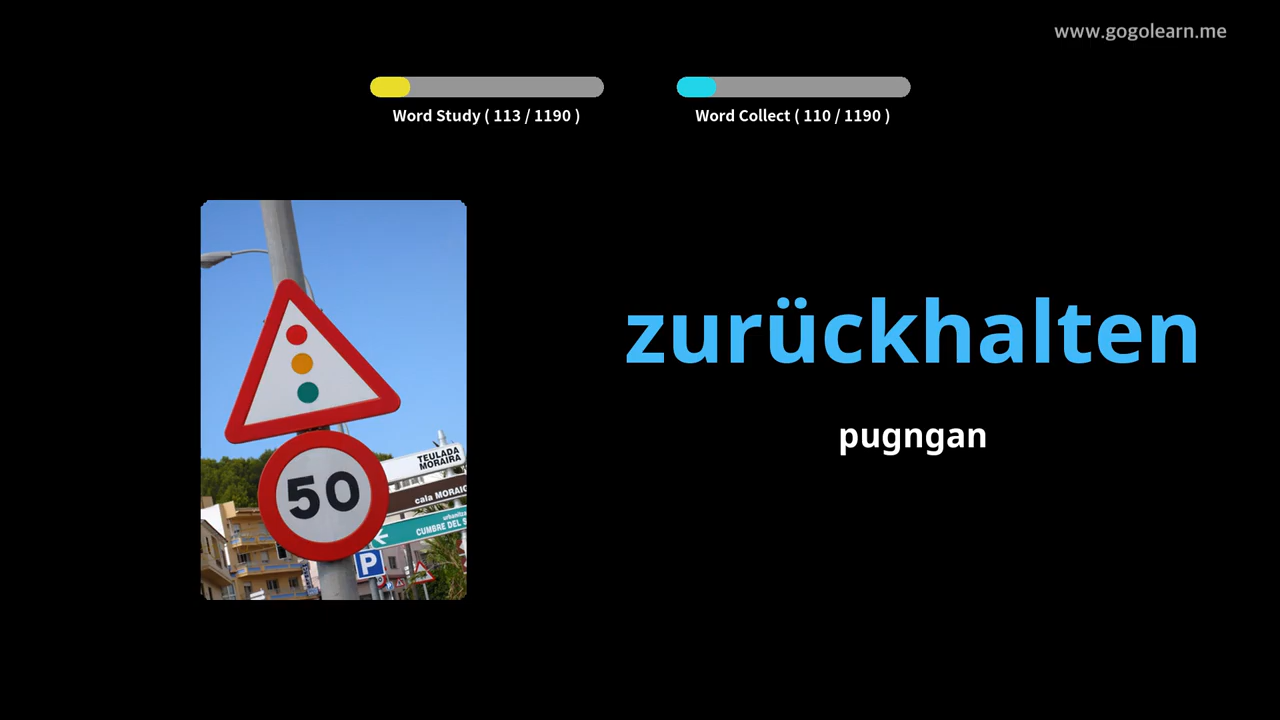 www.gogolearn.me
Word Study ( 113 / 1190 )
Word Collect ( 110 / 1190 )
zurückhalten
pugngan
50
TEULADA
MORAIRA
cala MORAIG
CUMBRE DEL S
P